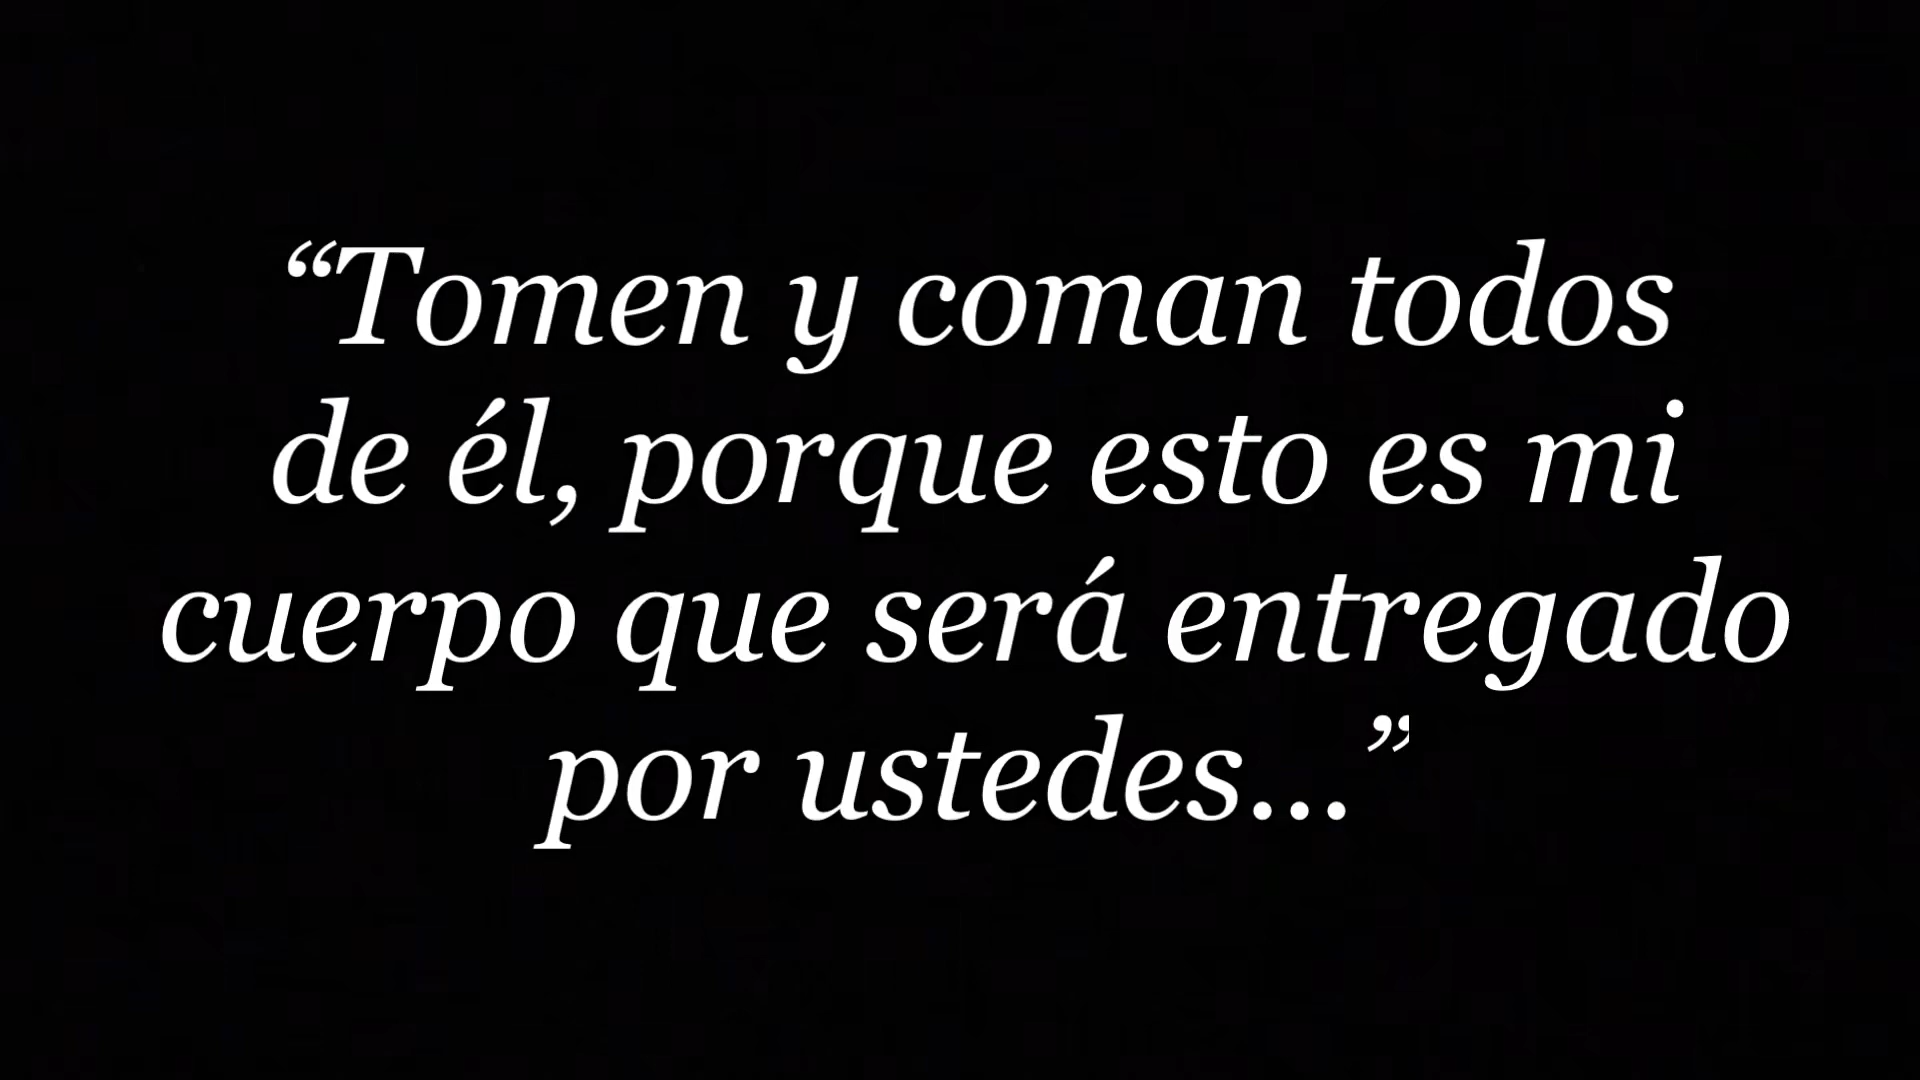 “Tomen y coman todos
de él, porque esto es mi
cuerpo que será entregado
por ustedes...”